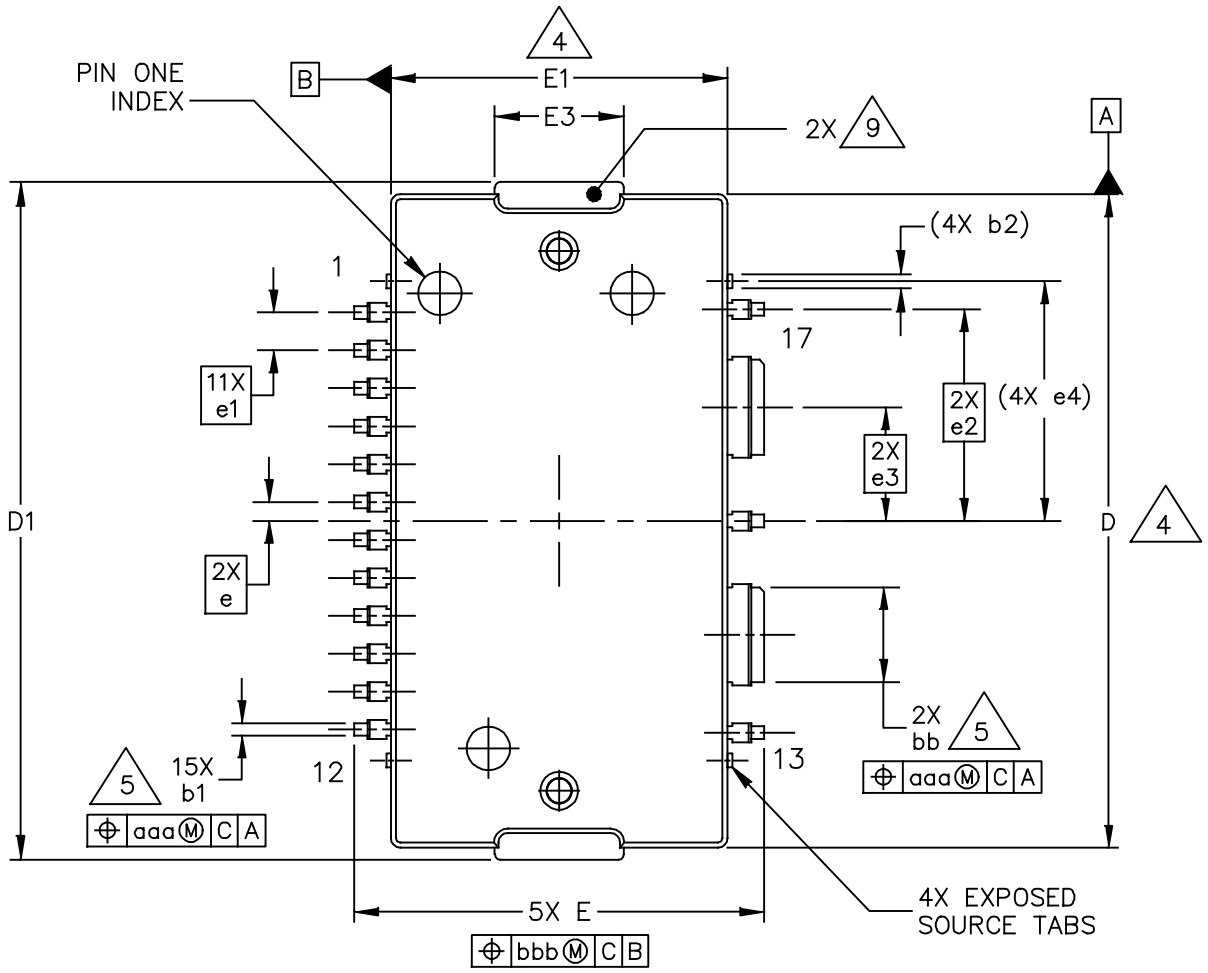 4
PIN ONE
INDEX
B
E1
E3
2X 9
A
(4X b2)
1
17
11X
e1
2X
e2
(4X e4)
2X
e3
D1
D
4
2X
e
2X
bb
5
5
15X
b1
12
13
⌖ aaa Ⓜ C A
⌖ aaa Ⓜ C A
5X E
⌖ bbb Ⓜ C B
4X EXPOSED
SOURCE TABS